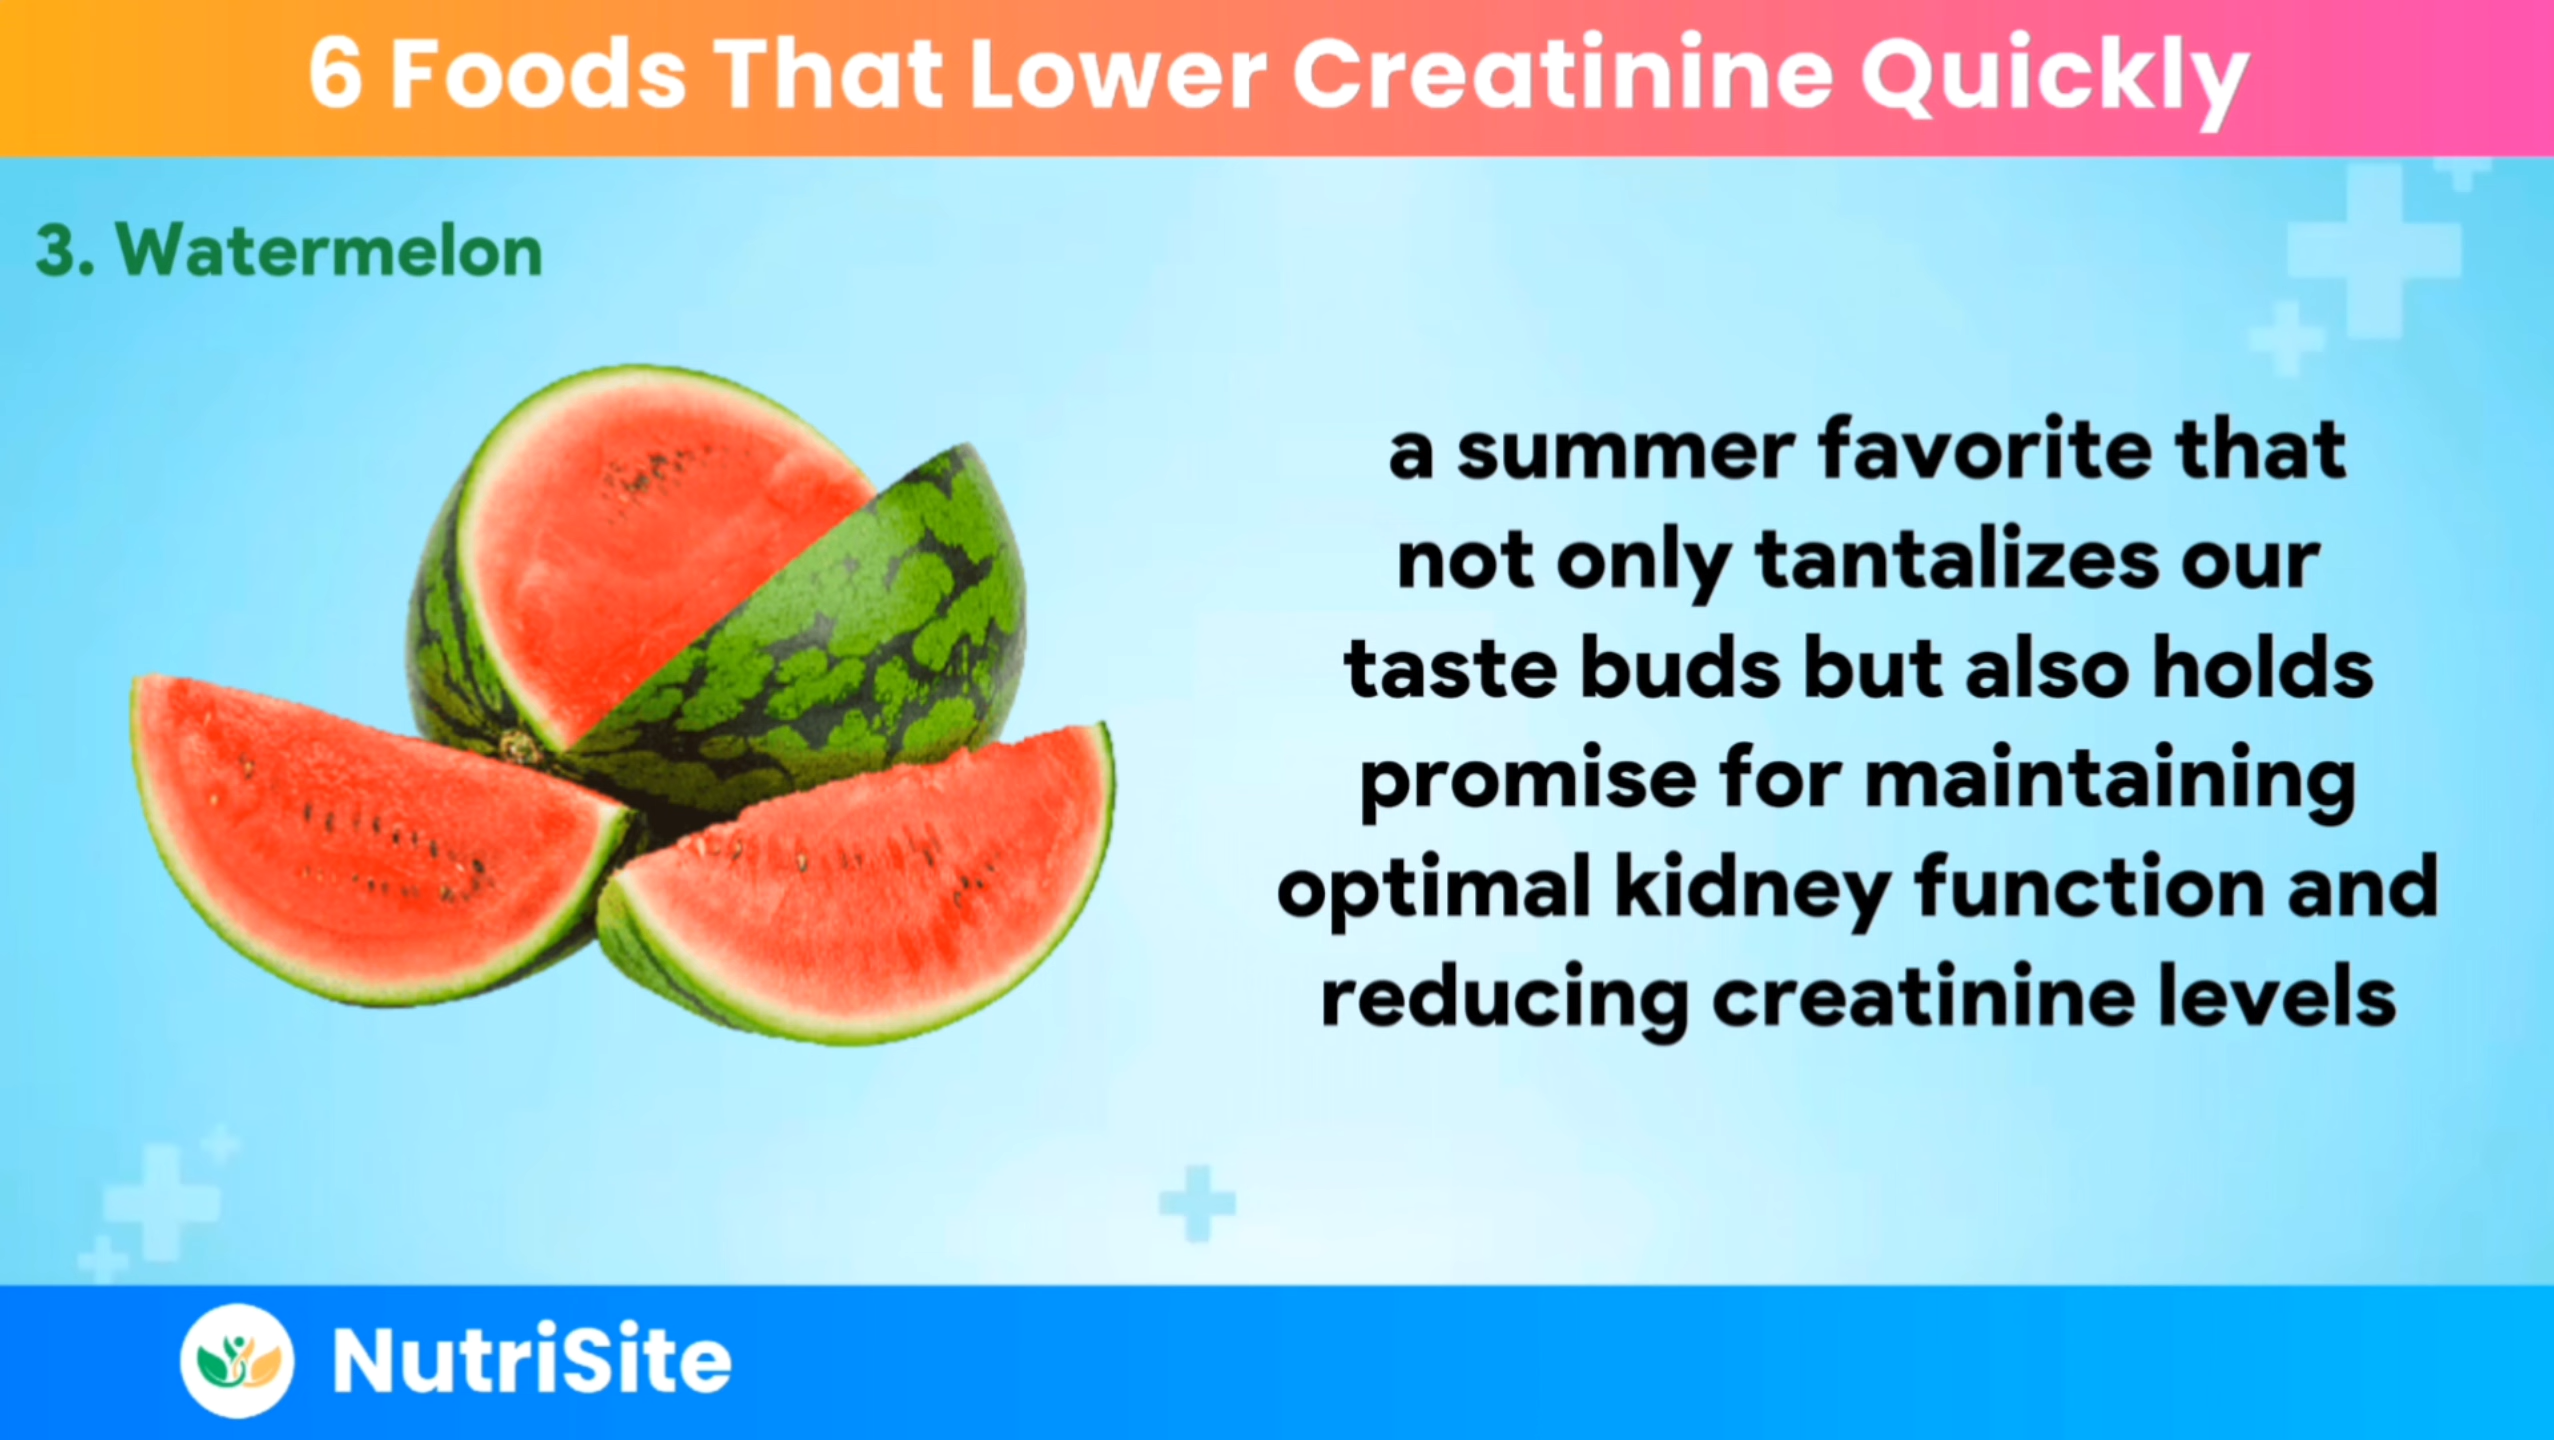 6 Foods That Lower Creatinine Quickly
3. Watermelon
a summer favorite that
not only tantalizes our
taste buds but also holds
promise for maintaining
optimal kidney function and
reducing creatinine levels
NutriSite